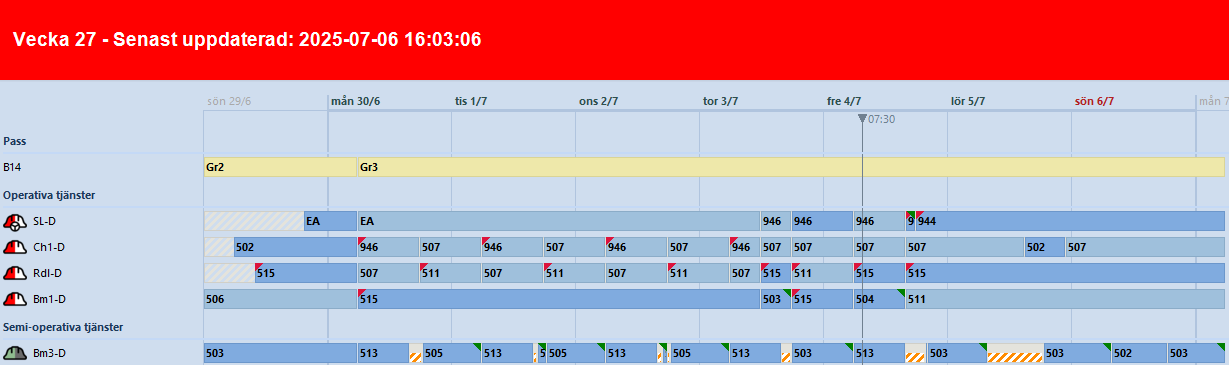 Vecka 27 - Senast uppdaterad: 2025-07-06 16:03:06
sön 29/6 mån 30/6 tis 1/7 ons 2/7 tor 3/7 fre 4/7 lör 5/7 sön 6/7 mån 7
07:30
Pass
B14 Gr2 Gr3
Operativa tjänster
SL-D EA EA 946 946 946 9 944
Ch1-D 502 946 507 946 507 946 507 946 507 507 507 507 502 507
Rdl-D 515 507 511 507 511 507 511 507 515 511 515 515
Bm1-D 506 515 503 515 504 511
Semi-operativa tjänster
Bm3-D 503 513 505 513 5 505 513 505 513 503 513 503 503 502 503